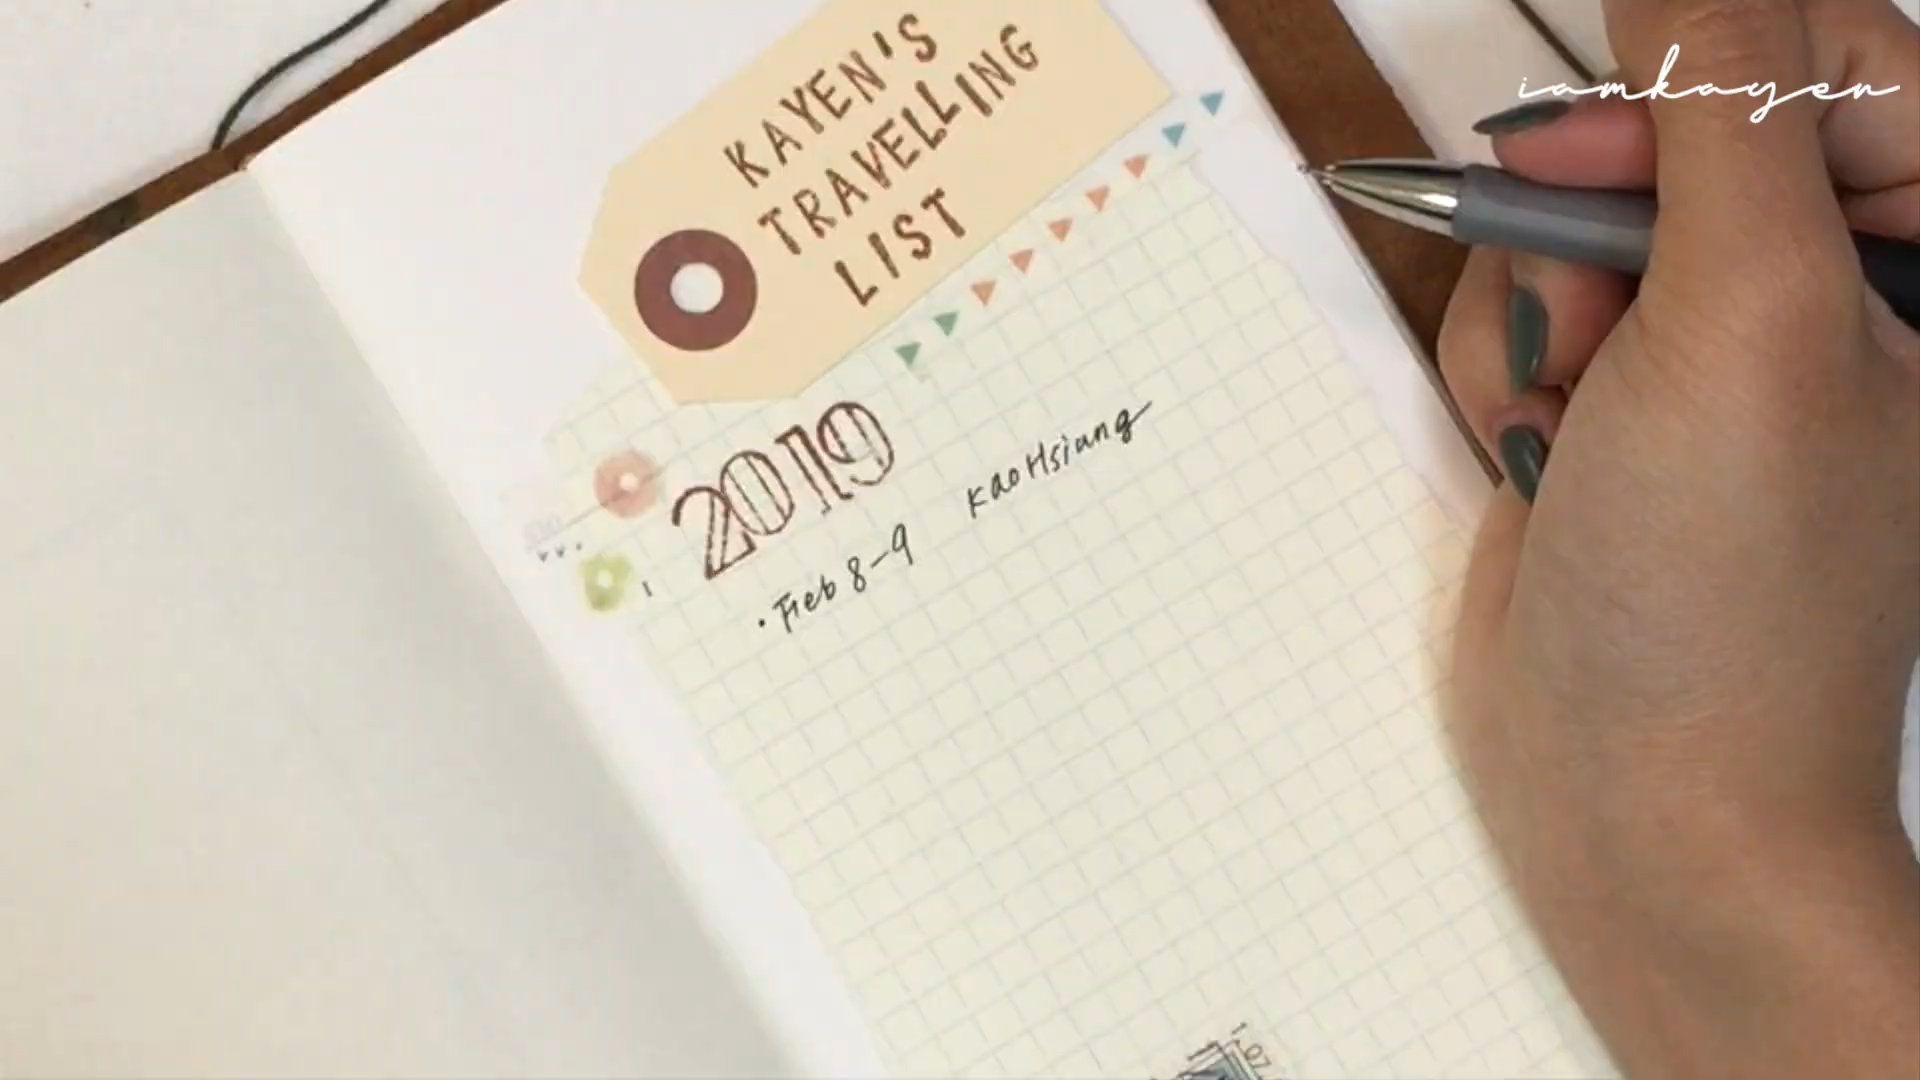 iamkayen
KAYEN'S
TRAVELLING
LIST
2019
· Feb 8-9 KaoHsiung